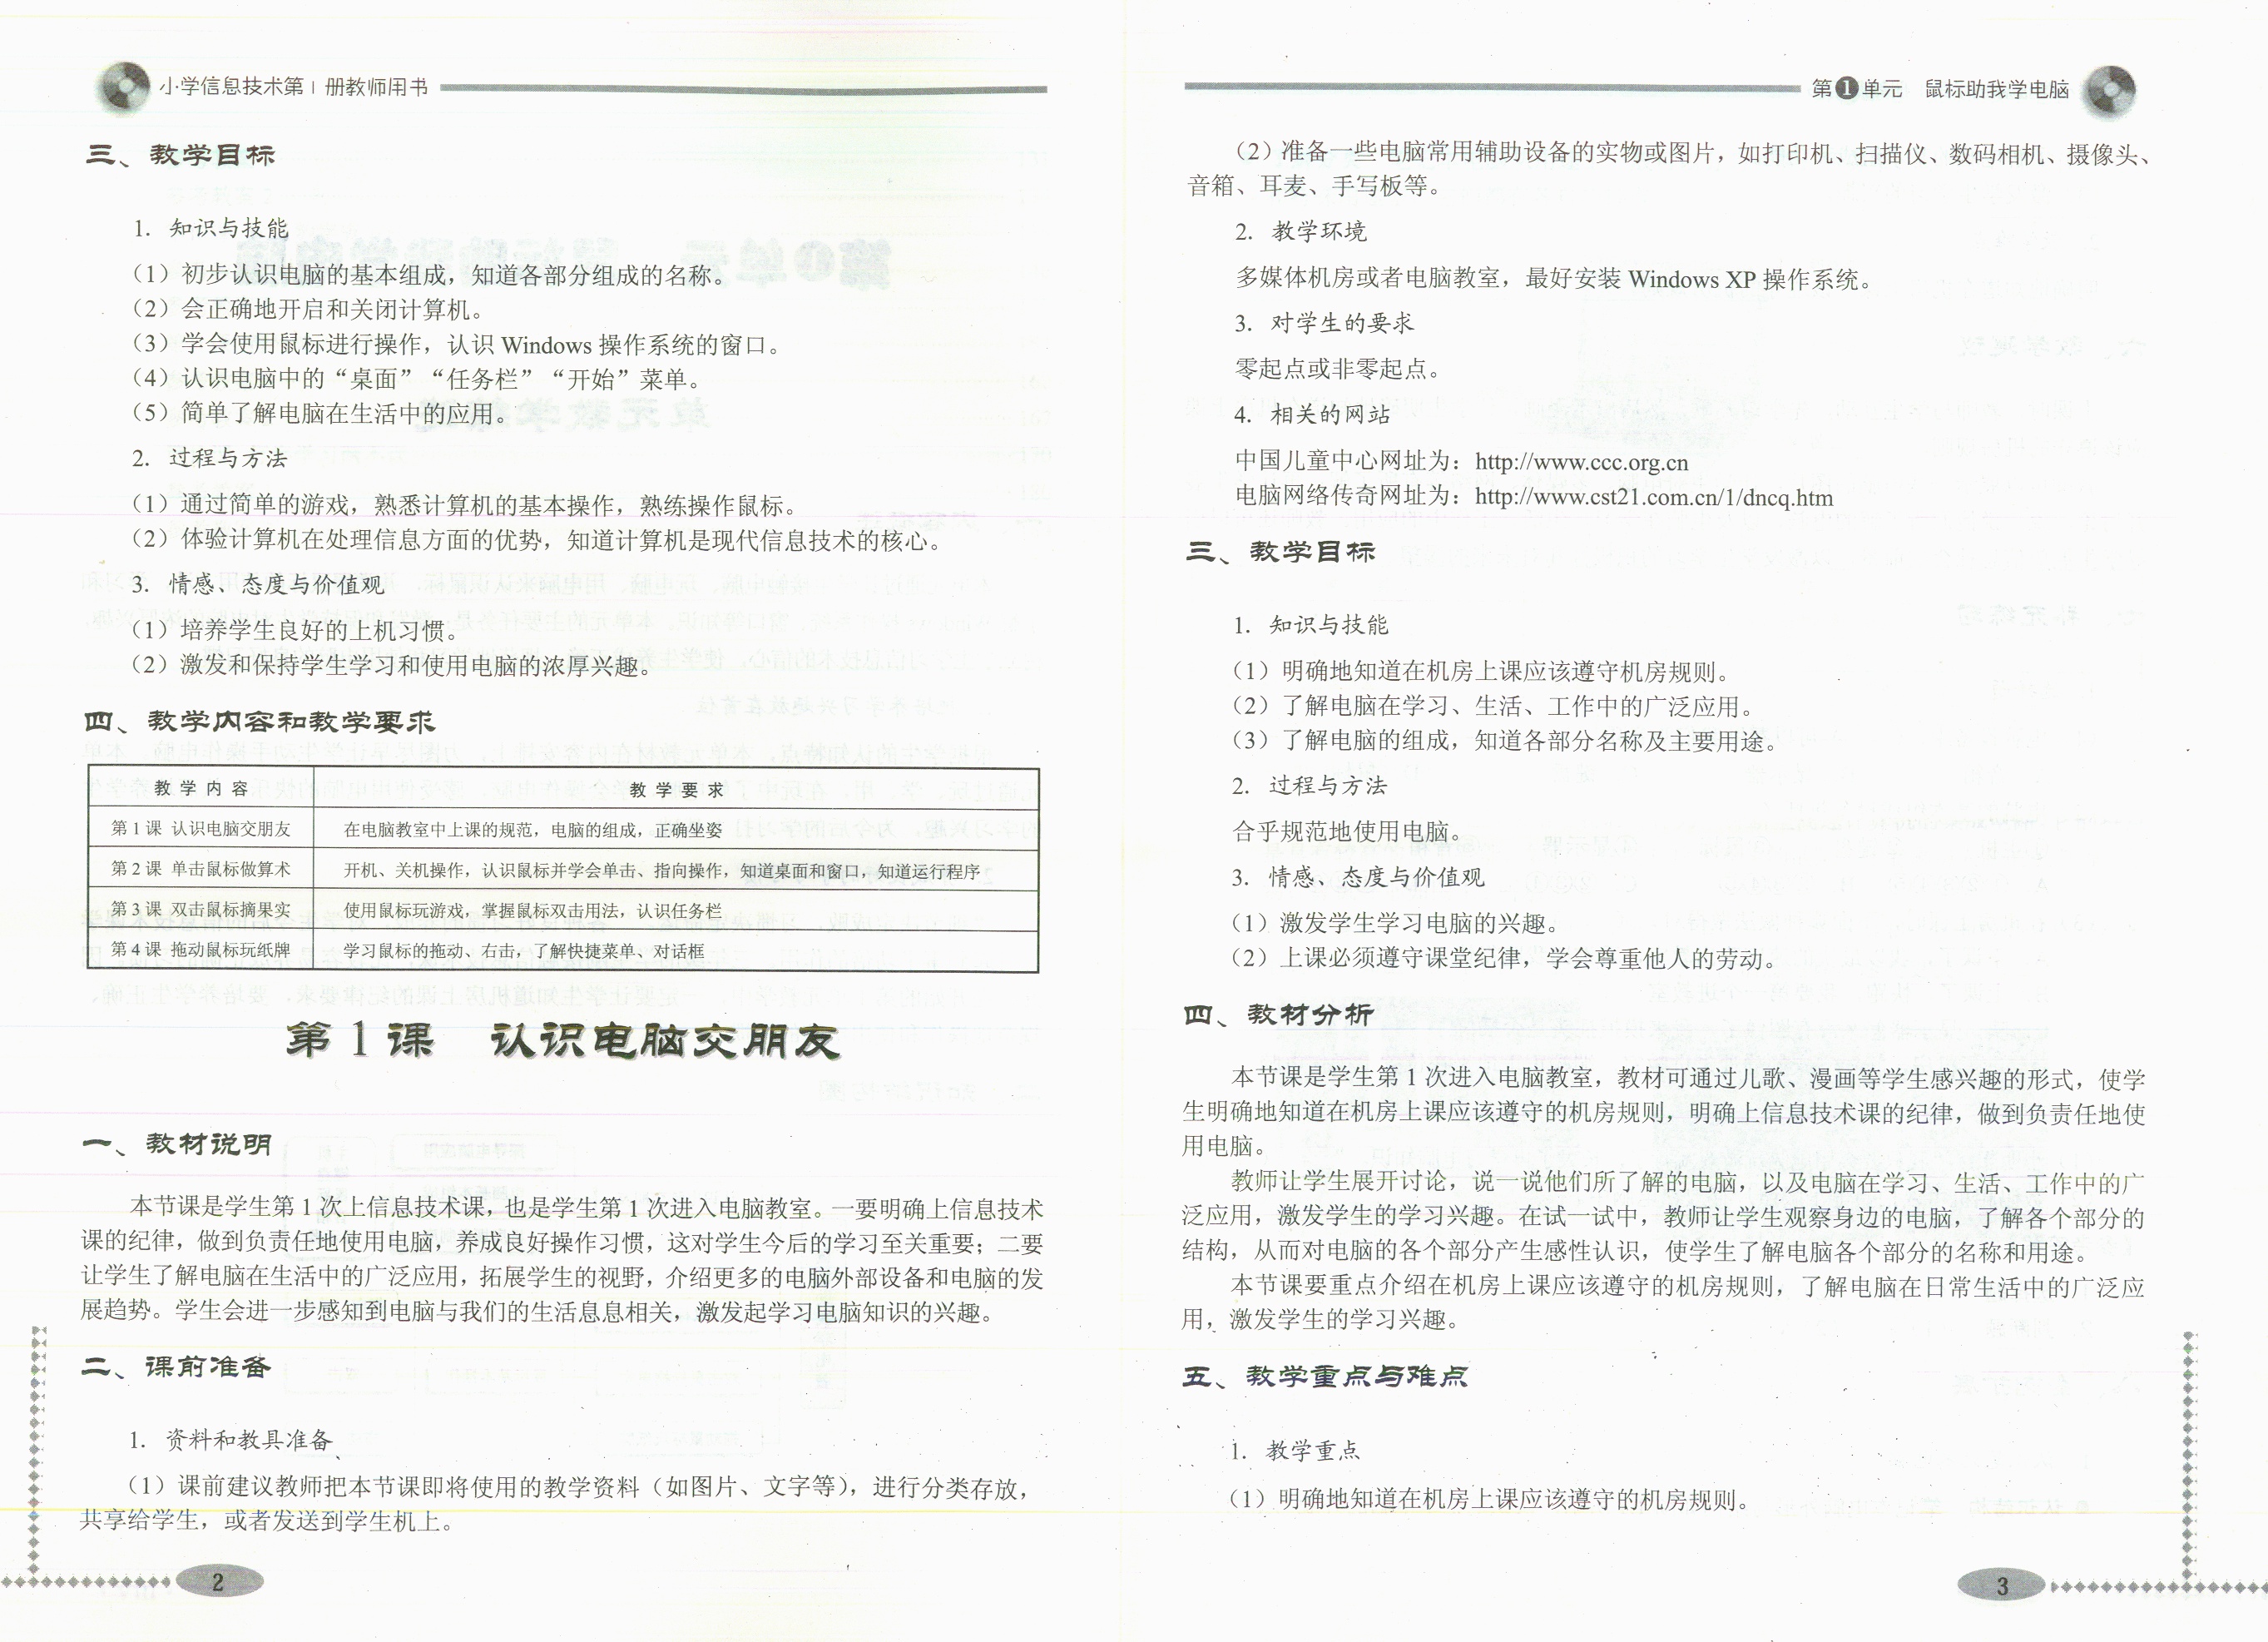 小学信息技术第1册教师用书
三、教学目标
1. 知识与技能
（1）初步认识电脑的基本组成，知道各部分组成的名称。
（2）会正确地开启和关闭计算机。
（3）学会使用鼠标进行操作，认识 Windows 操作系统的窗口。
（4）认识电脑中的“桌面”“任务栏”“开始”菜单。
（5）简单了解电脑在生活中的应用。
2. 过程与方法
（1）通过简单的游戏，熟悉计算机的基本操作，熟练操作鼠标。
（2）体验计算机在处理信息方面的优势，知道计算机是现代信息技术的核心。
3. 情感、态度与价值观
（1）培养学生良好的上机习惯。
（2）激发和保持学生学习和使用电脑的浓厚兴趣。
四、教学内容和教学要求
教 学 内 容 教 学 要 求
第 1 课 认识电脑交朋友 在电脑教室中上课的规范，电脑的组成，正确坐姿
第 2 课 单击鼠标做算术 开机、关机操作，认识鼠标并学会单击、指向操作，知道桌面和窗口，知道运行程序
第 3 课 双击鼠标摘果实 使用鼠标玩游戏，掌握鼠标双击用法，认识任务栏
第 4 课 拖动鼠标玩纸牌 学习鼠标的拖动、右击，了解快捷菜单、对话框
第 1 课 认识电脑交朋友
一、教材说明
本节课是学生第 1 次上信息技术课，也是学生第 1 次进入电脑教室。一要明确上信息技术
课的纪律，做到负责任地使用电脑，养成良好操作习惯，这对学生今后的学习至关重要；二要
让学生了解电脑在生活中的广泛应用，拓展学生的视野，介绍更多的电脑外部设备和电脑的发
展趋势。学生会进一步感知到电脑与我们的生活息息相关，激发起学习电脑知识的兴趣。
二、课前准备
1. 资料和教具准备
（1）课前建议教师把本节课即将使用的教学资料（如图片、文字等），进行分类存放，
共享给学生，或者发送到学生机上。
2
第1单元 鼠标助我学电脑
（2）准备一些电脑常用辅助设备的实物或图片，如打印机、扫描仪、数码相机、摄像头、
音箱、耳麦、手写板等。
2. 教学环境
多媒体机房或者电脑教室，最好安装 Windows XP 操作系统。
3. 对学生的要求
零起点或非零起点。
4. 相关的网站
中国儿童中心网址为：http://www.ccc.org.cn
电脑网络传奇网址为：http://www.cst21.com.cn/1/dncq.htm
三、教学目标
1. 知识与技能
（1）明确地知道在机房上课应该遵守机房规则。
（2）了解电脑在学习、生活、工作中的广泛应用。
（3）了解电脑的组成，知道各部分名称及主要用途。
2. 过程与方法
合乎规范地使用电脑。
3. 情感、态度与价值观
（1）激发学生学习电脑的兴趣。
（2）上课必须遵守课堂纪律，学会尊重他人的劳动。
四、教材分析
本节课是学生第 1 次进入电脑教室，教材可通过儿歌、漫画等学生感兴趣的形式，使学
生明确地知道在机房上课应该遵守的机房规则，明确上信息技术课的纪律，做到负责任地使
用电脑。
教师让学生展开讨论，说一说他们所了解的电脑，以及电脑在学习、生活、工作中的广
泛应用，激发学生的学习兴趣。在试一试中，教师让学生观察身边的电脑，了解各个部分的
结构，从而对电脑的各个部分产生感性认识，使学生了解电脑各个部分的名称和用途。
本节课要重点介绍在机房上课应该遵守的机房规则，了解电脑在日常生活中的广泛应
用，激发学生的学习兴趣。
五、教学重点与难点
1. 教学重点
（1）明确地知道在机房上课应该遵守的机房规则。
3